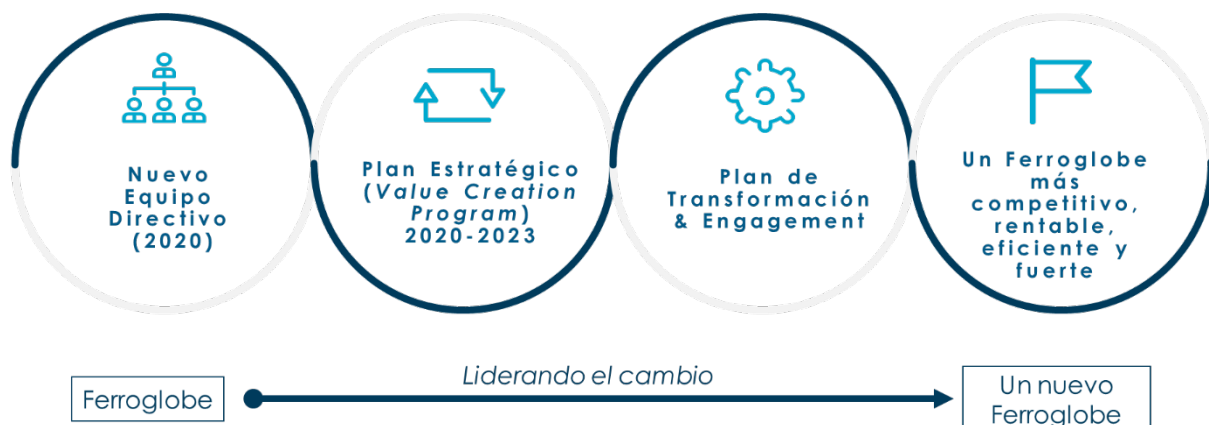 Nuevo
Equipo
Directivo
(2020)
Plan Estratégico
(Value Creation
Program)
2020-2023
Plan de
Transformación
& Engagement
Un Ferroglobe
más
competitivo,
rentable,
eficiente y
fuerte
Liderando el cambio
Ferroglobe
Un nuevo
Ferroglobe